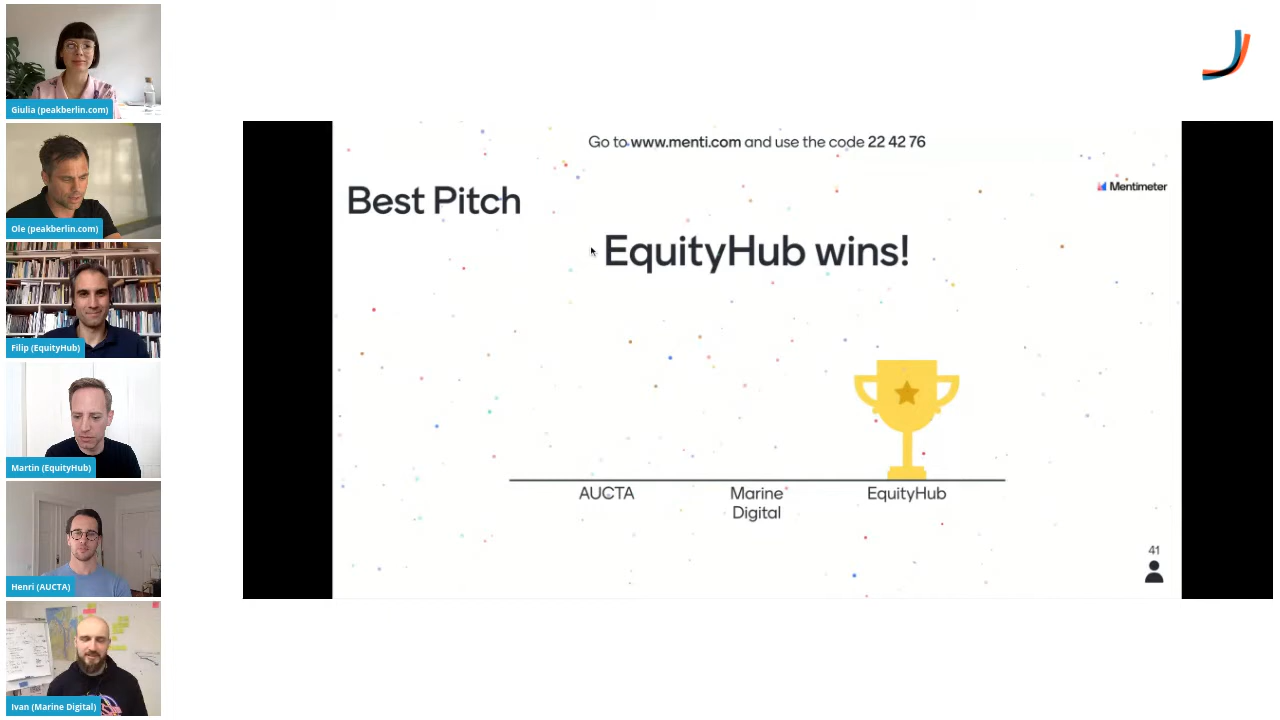 Giulia (peakberlin.com)
Ole (peakberlin.com)
Filip (EquityHub)
Martin (EquityHub)
Henri (AUCTA)
Ivan (Marine Digital)
Go to www.menti.com and use the code 22 42 76
Mentimeter
Best Pitch
EquityHub wins!
AUCTA
Marine
Digital
EquityHub
41